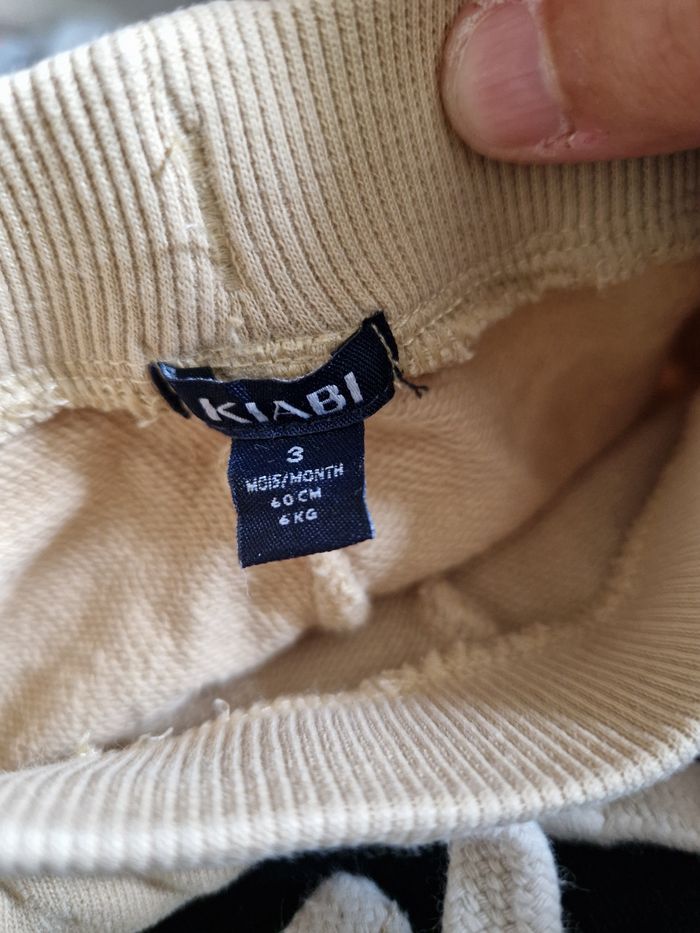 KIABI
3
MOIS/MONTH
60 CM
6 KG